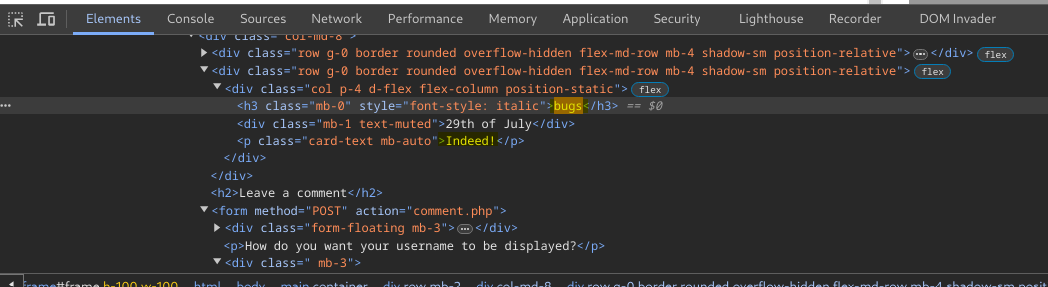 Elements Console Sources Network Performance Memory Application Security Lighthouse Recorder DOM Invader
<div class="col-md-8">
<div class="row g-0 border rounded overflow-hidden flex-md-row mb-4 shadow-sm position-relative">…</div> flex
<div class="row g-0 border rounded overflow-hidden flex-md-row mb-4 shadow-sm position-relative"> flex
<div class="col p-4 d-flex flex-column position-static"> flex
… <h3 class="mb-0" style="font-style: italic">bugs</h3> == $0
<div class="mb-1 text-muted">29th of July</div>
<p class="card-text mb-auto">Indeed!</p>
</div>
</div>
<h2>Leave a comment</h2>
<form method="POST" action="comment.php">
<div class="form-floating mb-3">…</div>
<p>How do you want your username to be displayed?</p>
<div class=" mb-3">
frame#frame.h-100.w-100 html body main.container div.row.mb-2 div.col-md-8 div.row.g-0.border.rounded.overflow-hidden.flex-md-row.mb-4.shadow-sm.posit